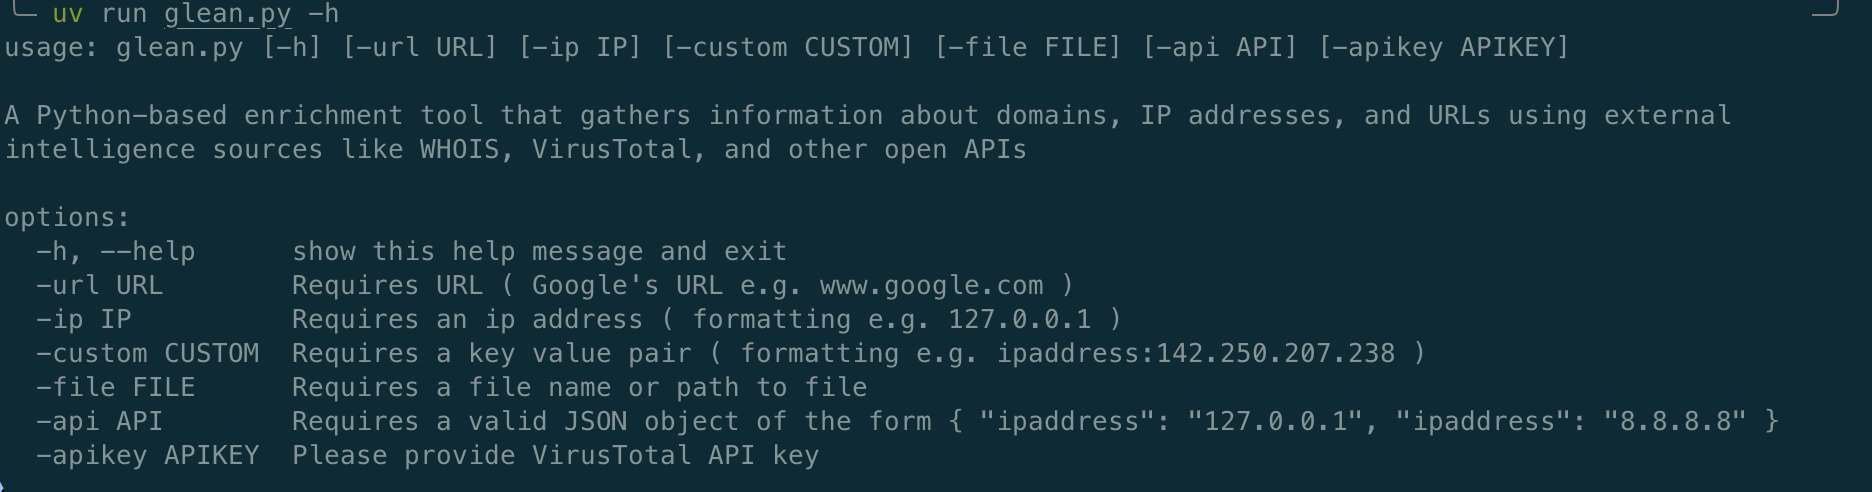 uv run glean.py -h
usage: glean.py [-h] [-url URL] [-ip IP] [-custom CUSTOM] [-file FILE] [-api API] [-apikey APIKEY]
A Python-based enrichment tool that gathers information about domains, IP addresses, and URLs using external
intelligence sources like WHOIS, VirusTotal, and other open APIs
options:
-h, --help show this help message and exit
-url URL Requires URL ( Google's URL e.g. www.google.com )
-ip IP Requires an ip address ( formatting e.g. 127.0.0.1 )
-custom CUSTOM Requires a key value pair ( formatting e.g. ipaddress:142.250.207.238 )
-file FILE Requires a file name or path to file
-api API Requires a valid JSON object of the form { "ipaddress": "127.0.0.1", "ipaddress": "8.8.8.8" }
-apikey APIKEY Please provide VirusTotal API key